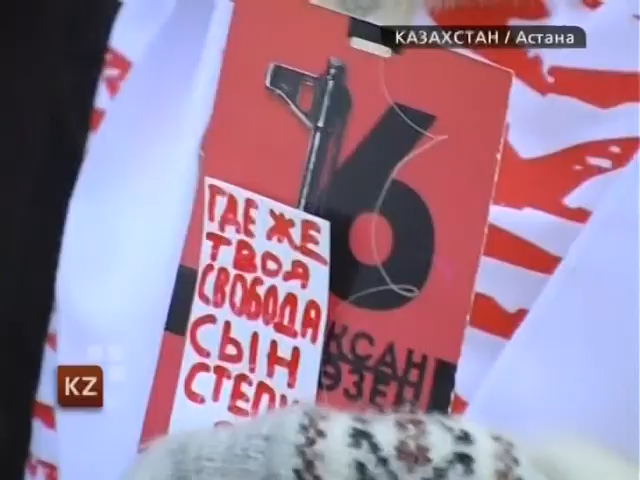 КАЗАХСТАН / Астана
16
ГДЕ ЖЕ
ТВОЯ
СВОБОДА
СЫН
KZ